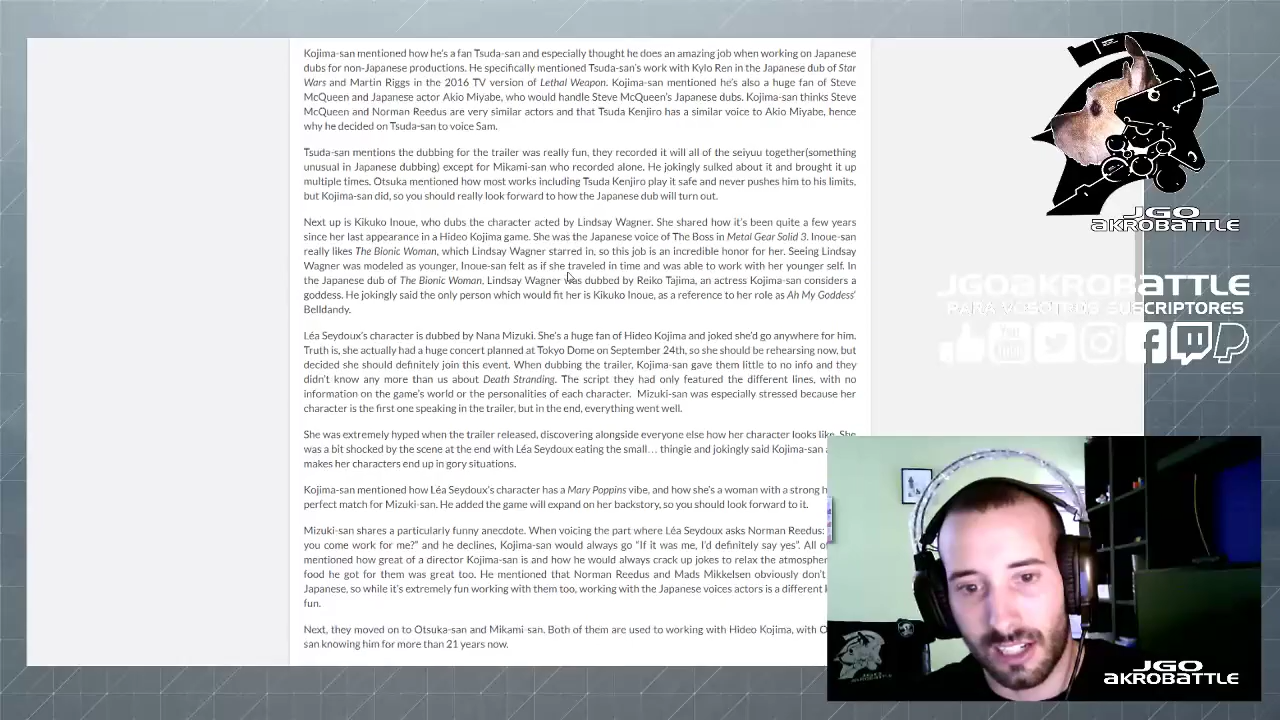 Kojima-san mentioned how he's a fan Tsuda-san and especially thought he does an amazing job when working on Japanese
dubs for non-Japanese productions. He specifically mentioned Tsuda-san's work with Kylo Ren in the Japanese dub of Star
Wars and Martin Riggs in the 2016 TV version of Lethal Weapon. Kojima-san mentioned he's also a huge fan of Steve
McQueen and Japanese actor Akio Miyabe, who would handle Steve McQueen's Japanese dubs. Kojima-san thinks Steve
McQueen and Norman Reedus are very similar actors and that Tsuda Kenjiro has a similar voice to Akio Miyabe, hence
why he decided on Tsuda-san to voice Sam.
Tsuda-san mentions the dubbing for the trailer was really fun, they recorded it will all of the seiyuu together(something
unusual in Japanese dubbing) except for Mikami-san who recorded alone. He jokingly sulked about it and brought it up
multiple times. Otsuka mentioned how most works including Tsuda Kenjiro play it safe and never pushes him to his limits,
but Kojima-san did, so you should really look forward to how the Japanese dub will turn out.
Next up is Kikuko Inoue, who dubs the character acted by Lindsay Wagner. She shared how it's been quite a few years
since her last appearance in a Hideo Kojima game. She was the Japanese voice of The Boss in Metal Gear Solid 3. Inoue-san
really likes The Bionic Woman, which Lindsay Wagner starred in, so this job is an incredible honor for her. Seeing Lindsay
Wagner was modeled as younger, Inoue-san felt as if she traveled in time and was able to work with her younger self. In
the Japanese dub of The Bionic Woman, Lindsay Wagner was dubbed by Reiko Tajima, an actress Kojima-san considers a
goddess. He jokingly said the only person which would fit her is Kikuko Inoue, as a reference to her role as Ah My Goddess'
Belldandy.
Léa Seydoux's character is dubbed by Nana Mizuki. She's a huge fan of Hideo Kojima and joked she'd go anywhere for him.
Truth is, she actually had a huge concert planned at Tokyo Dome on September 24th, so she should be rehearsing now, but
decided she should definitely join this event. When dubbing the trailer, Kojima-san gave them little to no info and they
didn't know any more than us about Death Stranding. The script they had only featured the different lines, with no
information on the game's world or the personalities of each character. Mizuki-san was especially stressed because her
character is the first one speaking in the trailer, but in the end, everything went well.
She was extremely hyped when the trailer released, discovering alongside everyone else how her character looks like. She
was a bit shocked by the scene at the end with Léa Seydoux eating the small… thingie and jokingly said Kojima-san
makes her characters end up in gory situations.
Kojima-san mentioned how Léa Seydoux's character has a Mary Poppins vibe, and how she's a woman with a strong
perfect match for Mizuki-san. He added the game will expand on her backstory, so you should look forward to it.
Mizuki-san shares a particularly funny anecdote. When voicing the part where Léa Seydoux asks Norman Reedus:
you come work for me?" and he declines, Kojima-san would always go "If it was me, I'd definitely say yes". All
mentioned how great of a director Kojima-san is and how he would always crack up jokes to relax the
food he got for them was great too. He mentioned that Norman Reedus and Mads Mikkelsen obviously don't
Japanese, so while it's extremely fun working with them too, working with the Japanese voices actors is a different
fun.
Next, they moved on to Otsuka-san and Mikami san. Both of them are used to working with Hideo Kojima, with
san knowing him for more than 21 years now.
JGO
AKROBATTLE
JGOAKROBATTLE
PARA VOSOTROS SUSCRIPTORES
You Tube
JGO
AKROBATTLE